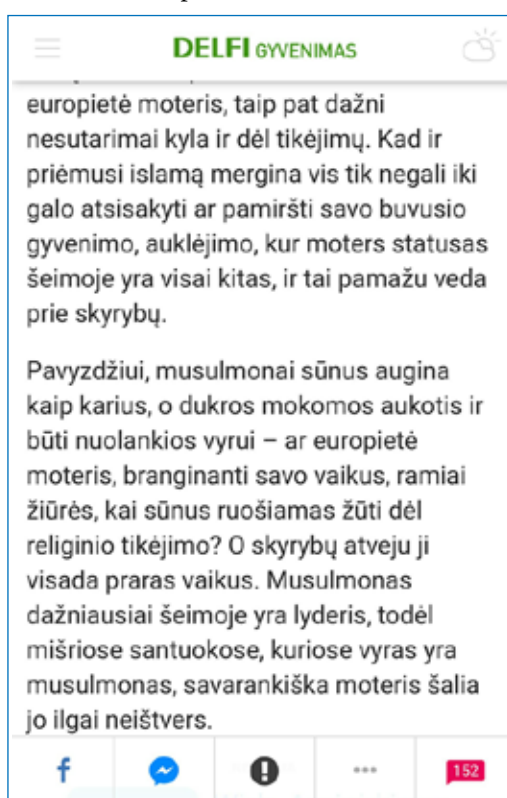 DELFI GYVENIMAS
europietė moteris, taip pat dažni
nesutarimai kyla ir dėl tikėjimų. Kad ir
priėmusi islamą mergina vis tik negali iki
galo atsisakyti ar pamiršti savo buvusio
gyvenimo, auklėjimo, kur moters statusas
šeimoje yra visai kitas, ir tai pamažu veda
prie skyrybų.
Pavyzdžiui, musulmonai sūnus augina
kaip karius, o dukros mokomos aukotis ir
būti nuolankios vyrui – ar europietė
moteris, branginanti savo vaikus, ramiai
žiūrės, kai sūnus ruošiamas žūti dėl
religinio tikėjimo? O skyrybų atveju ji
visada praras vaikus. Musulmonas
dažniausiai šeimoje yra lyderis, todėl
mišriose santuokose, kuriose vyras yra
musulmonas, savarankiška moteris šalia
jo ilgai neištvers.
152